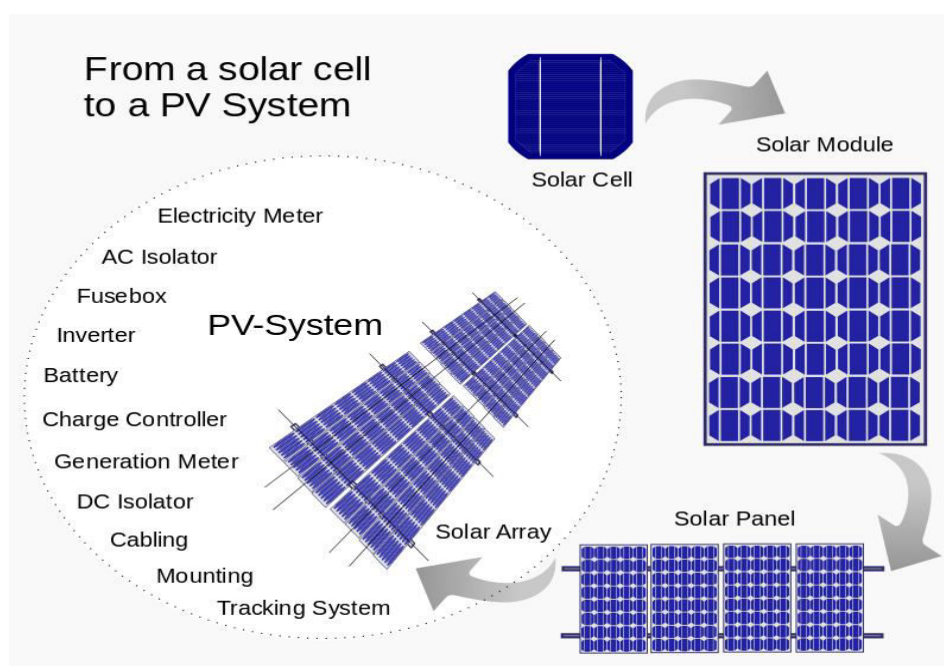 From a solar cell
to a PV System
Solar Cell
Solar Module
Solar Panel
Solar Array
PV-System
Electricity Meter
AC Isolator
Fusebox
Inverter
Battery
Charge Controller
Generation Meter
DC Isolator
Cabling
Mounting
Tracking System